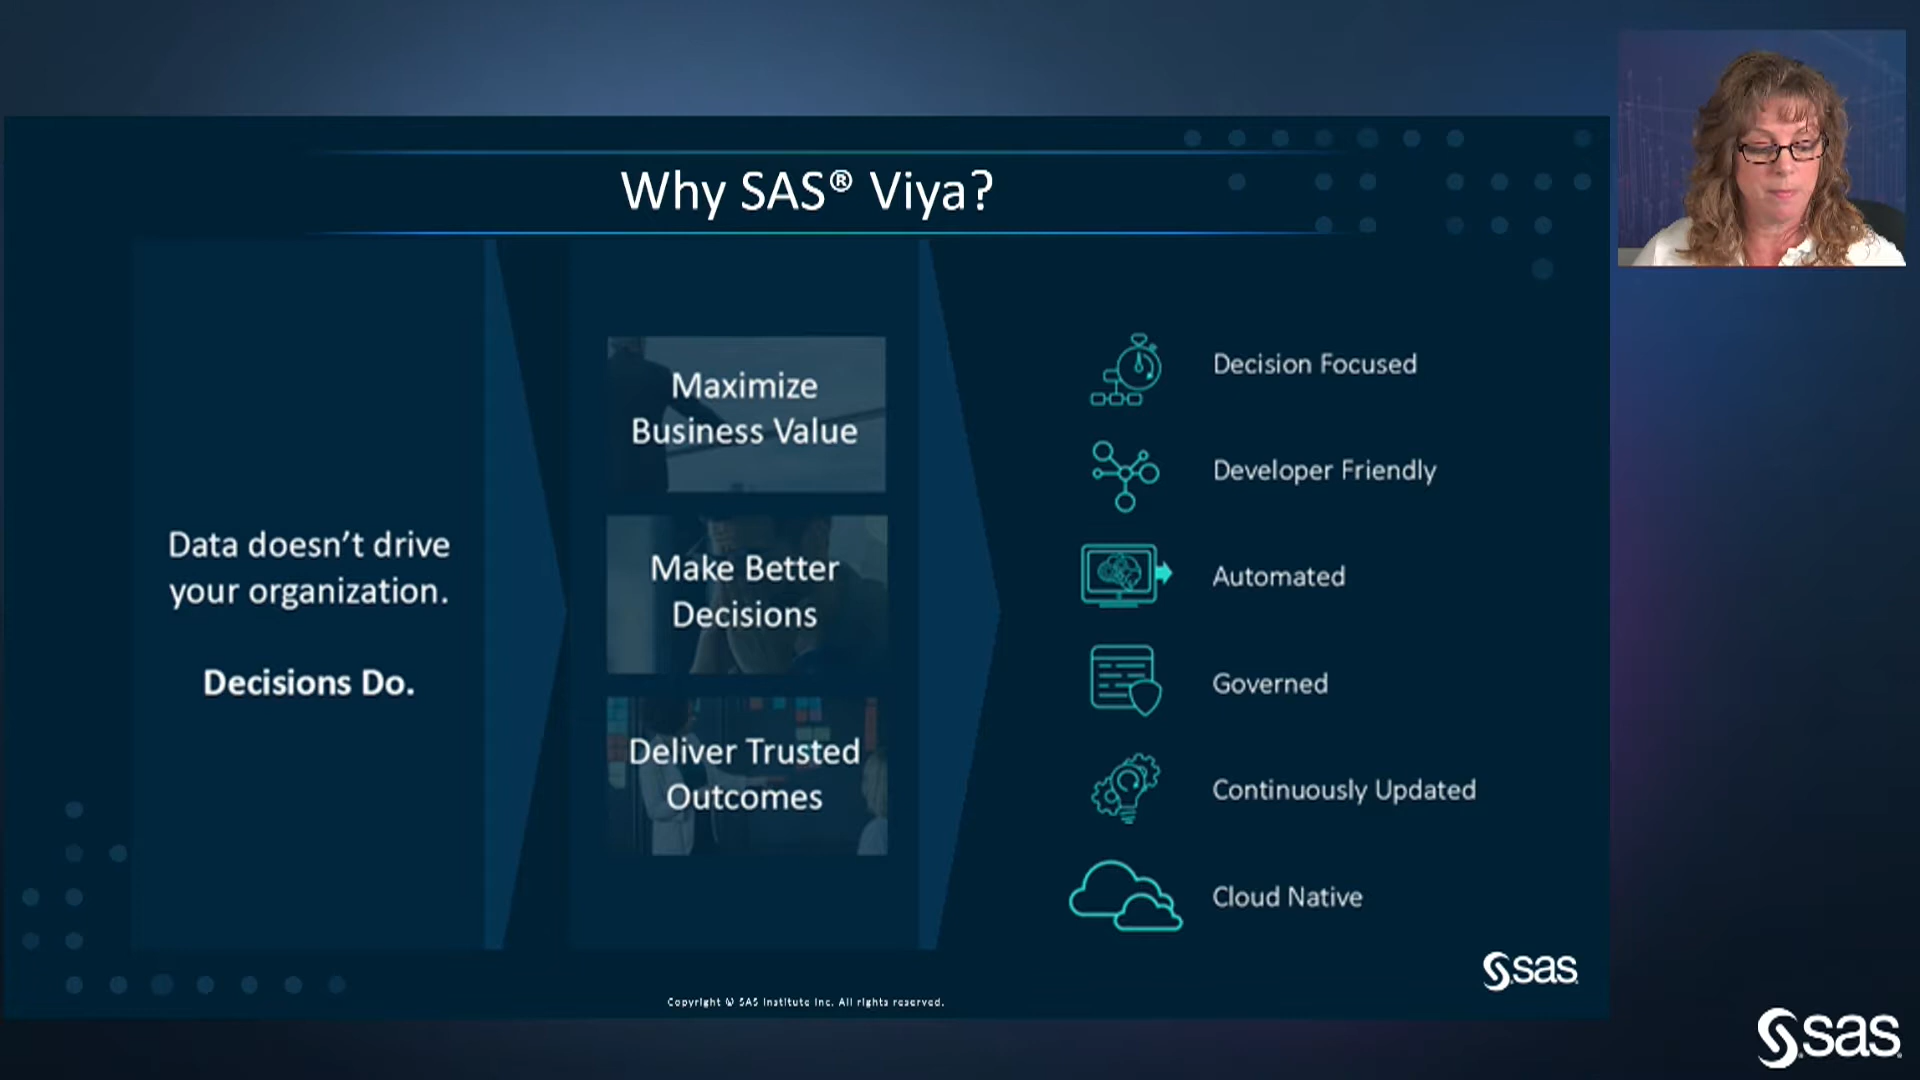 Why SAS® Viya?
Data doesn’t drive
your organization.
Decisions Do.
Maximize
Business Value
Make Better
Decisions
Deliver Trusted
Outcomes
Decision Focused
Developer Friendly
Automated
Governed
Continuously Updated
Cloud Native
sas
Copyright © SAS Institute Inc. All rights reserved.
sas